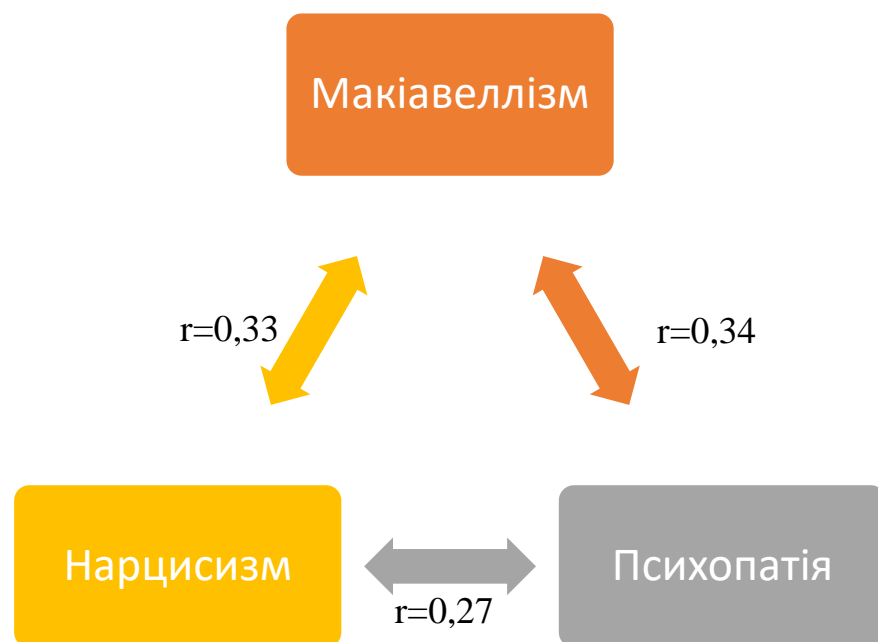 Макіавеллізм
r=0,33
r=0,34
Нарцисизм
Психопатія
r=0,27